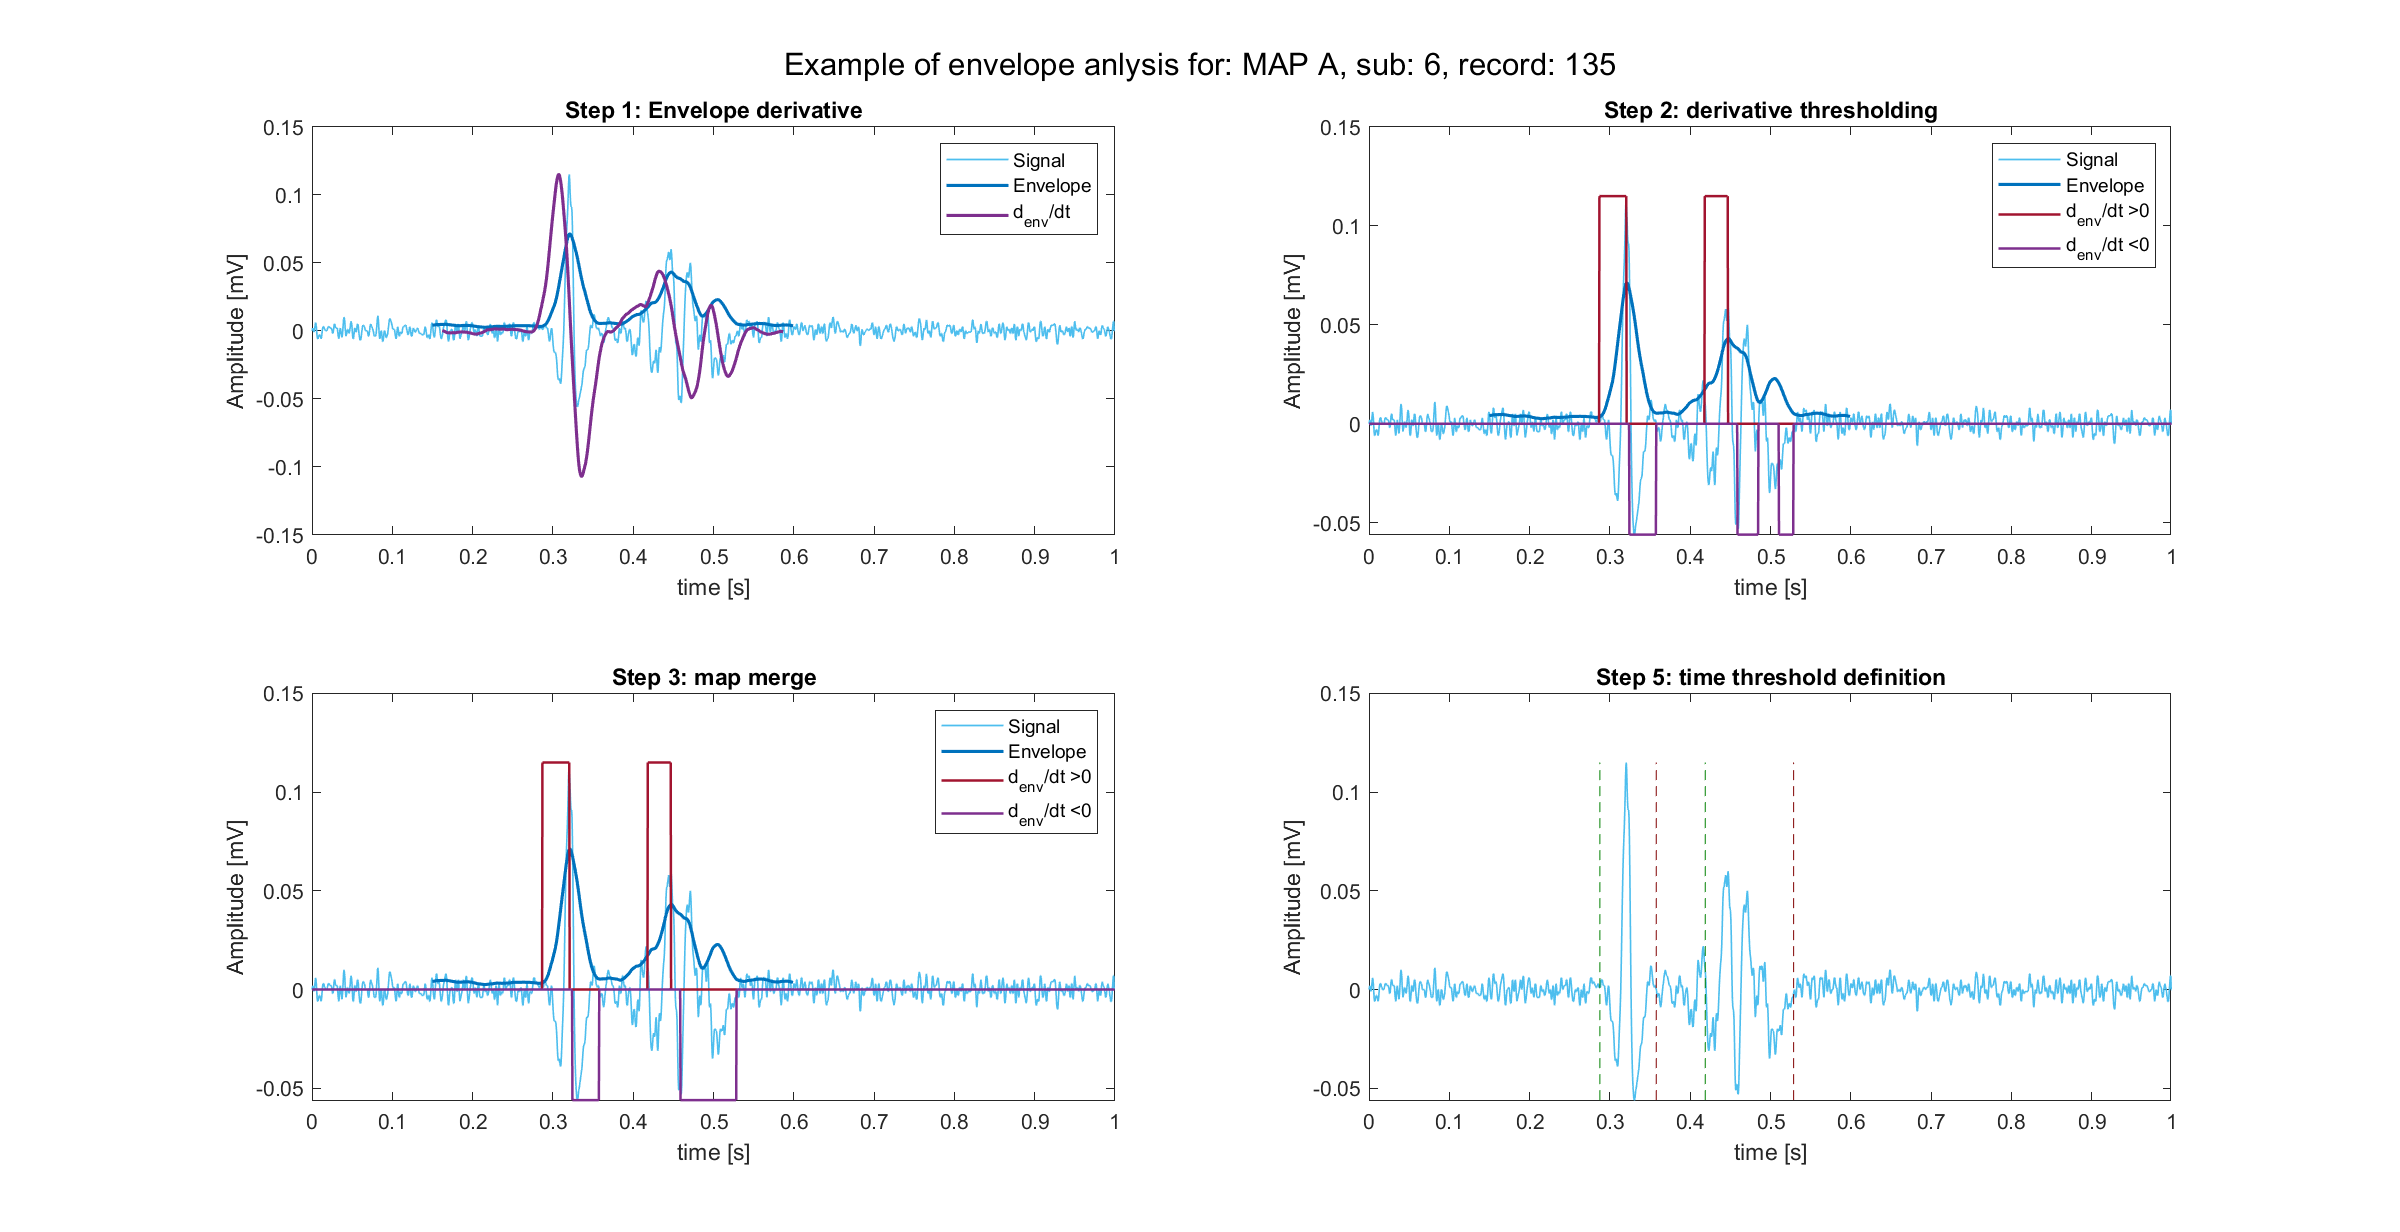 Example of envelope anlysis for: MAP A, sub: 6, record: 135
Step 1: Envelope derivative
0.15
0.1
0.05
0
-0.05
-0.1
-0.15
Amplitude [mV]
Signal
Envelope
d_env/dt
0 0.1 0.2 0.3 0.4 0.5 0.6 0.7 0.8 0.9 1
time [s]
Step 2: derivative thresholding
0.15
0.1
0.05
0
-0.05
Amplitude [mV]
Signal
Envelope
d_env/dt >0
d_env/dt <0
0 0.1 0.2 0.3 0.4 0.5 0.6 0.7 0.8 0.9 1
time [s]
Step 3: map merge
0.15
0.1
0.05
0
-0.05
Amplitude [mV]
Signal
Envelope
d_env/dt >0
d_env/dt <0
0 0.1 0.2 0.3 0.4 0.5 0.6 0.7 0.8 0.9 1
time [s]
Step 5: time threshold definition
0.15
0.1
0.05
0
-0.05
Amplitude [mV]
0 0.1 0.2 0.3 0.4 0.5 0.6 0.7 0.8 0.9 1
time [s]